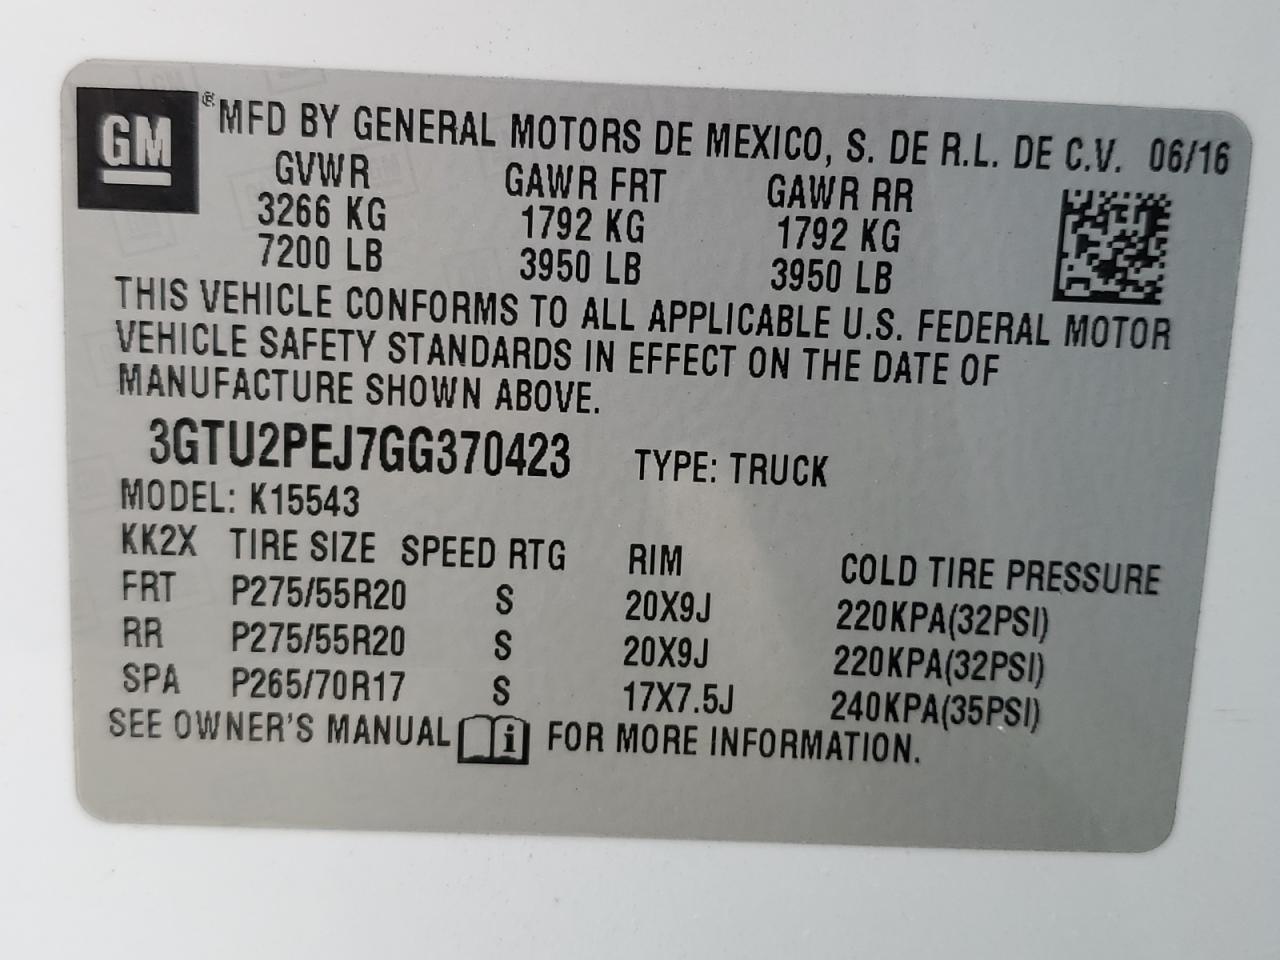 GM ® MFD BY GENERAL MOTORS DE MEXICO, S. DE R.L. DE C.V. 06/16
GVWR GAWR FRT GAWR RR
3266 KG 1792 KG 1792 KG
7200 LB 3950 LB 3950 LB
THIS VEHICLE CONFORMS TO ALL APPLICABLE U.S. FEDERAL MOTOR
VEHICLE SAFETY STANDARDS IN EFFECT ON THE DATE OF
MANUFACTURE SHOWN ABOVE.
3GTU2PEJ7GG370423 TYPE: TRUCK
MODEL: K15543
KK2X TIRE SIZE SPEED RTG RIM COLD TIRE PRESSURE
FRT P275/55R20 S 20X9J 220KPA(32PSI)
RR P275/55R20 S 20X9J 220KPA(32PSI)
SPA P265/70R17 S 17X7.5J 240KPA(35PSI)
SEE OWNER'S MANUAL i FOR MORE INFORMATION.